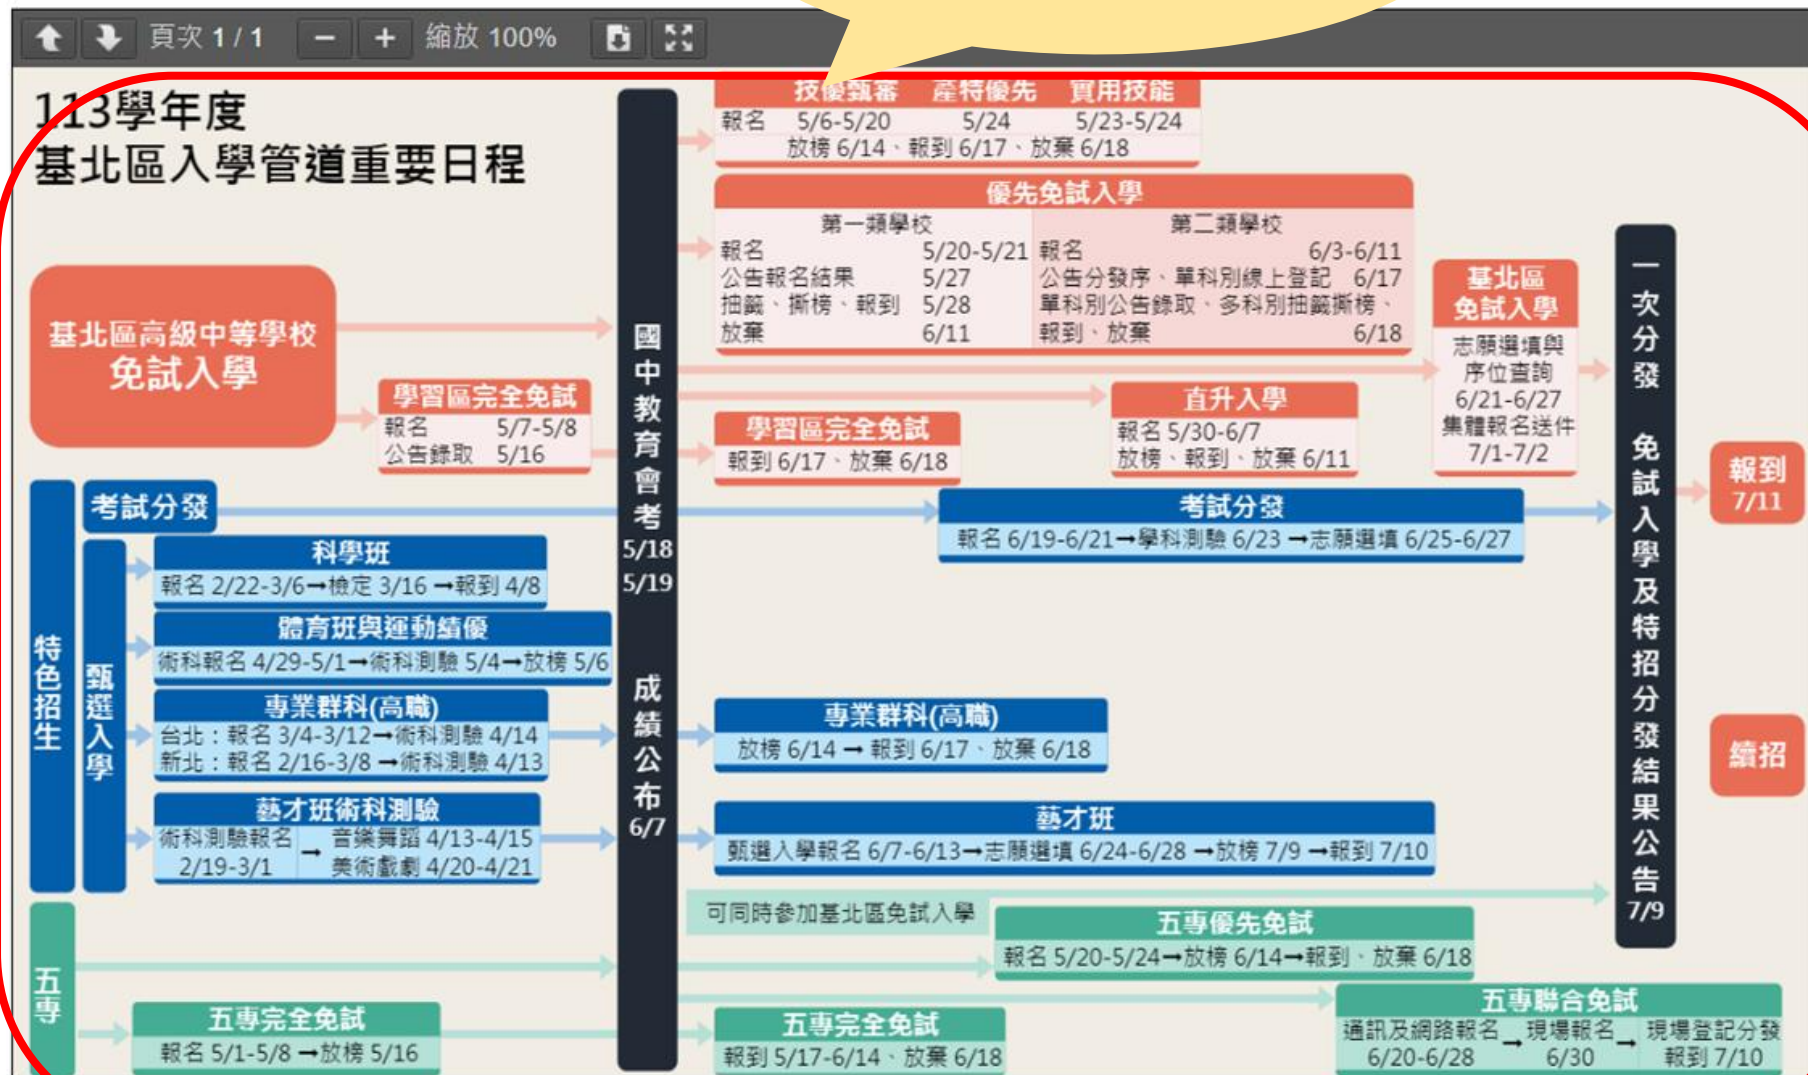 頁次 1 / 1
縮放 100%
113學年度
基北區入學管道重要日程
技優甄審 產特優先 實用技能
報名 5/6-5/20 5/24 5/23-5/24
放榜 6/14、報到 6/17、放棄 6/18
優先免試入學
第一類學校
報名 5/20-5/21
公告報名結果 5/27
抽籤、撕榜、報到 5/28
放棄 6/11
第二類學校
報名 6/3-6/11
公告分發序、單科別線上登記 6/17
單科別公告錄取、多科別抽籤撕榜、
報到、放棄 6/18
基北區高級中等學校
免試入學
學習區完全免試
報名 5/7-5/8
公告錄取 5/16
國中教育會考
5/18
5/19
成績公布
6/7
學習區完全免試
報到 6/17、放棄 6/18
直升入學
報名 5/30-6/7
放榜、報到、放棄 6/11
基北區
免試入學
志願選填與
序位查詢
6/21-6/27
集體報名送件
7/1-7/2
一次分發 免試入學及特招分發結果公告
7/9
報到
7/11
續招
特色招生
考試分發
考試分發
報名 6/19-6/21→學科測驗 6/23 →志願選填 6/25-6/27
甄選入學
科學班
報名 2/22-3/6→檢定 3/16 →報到 4/8
體育班與運動績優
術科報名 4/29-5/1→術科測驗 5/4→放榜 5/6
專業群科(高職)
台北：報名 3/4-3/12→術科測驗 4/14
新北：報名 2/16-3/8 →術科測驗 4/13
專業群科(高職)
放榜 6/14 → 報到 6/17、放棄 6/18
藝才班術科測驗
術科測驗報名
2/19-3/1
→
音樂舞蹈 4/13-4/15
美術戲劇 4/20-4/21
藝才班
甄選入學報名 6/7-6/13→志願選填 6/24-6/28 →放榜 7/9 →報到 7/10
五專
可同時參加基北區免試入學
五專優先免試
報名 5/20-5/24→放榜 6/14→報到、放棄 6/18
五專完全免試
報名 5/1-5/8 →放榜 5/16
五專完全免試
報到 5/17-6/14、放棄 6/18
五專聯合免試
通訊及網路報名
6/20-6/28
→
現場報名
6/30
→
現場登記分發
報到 7/10